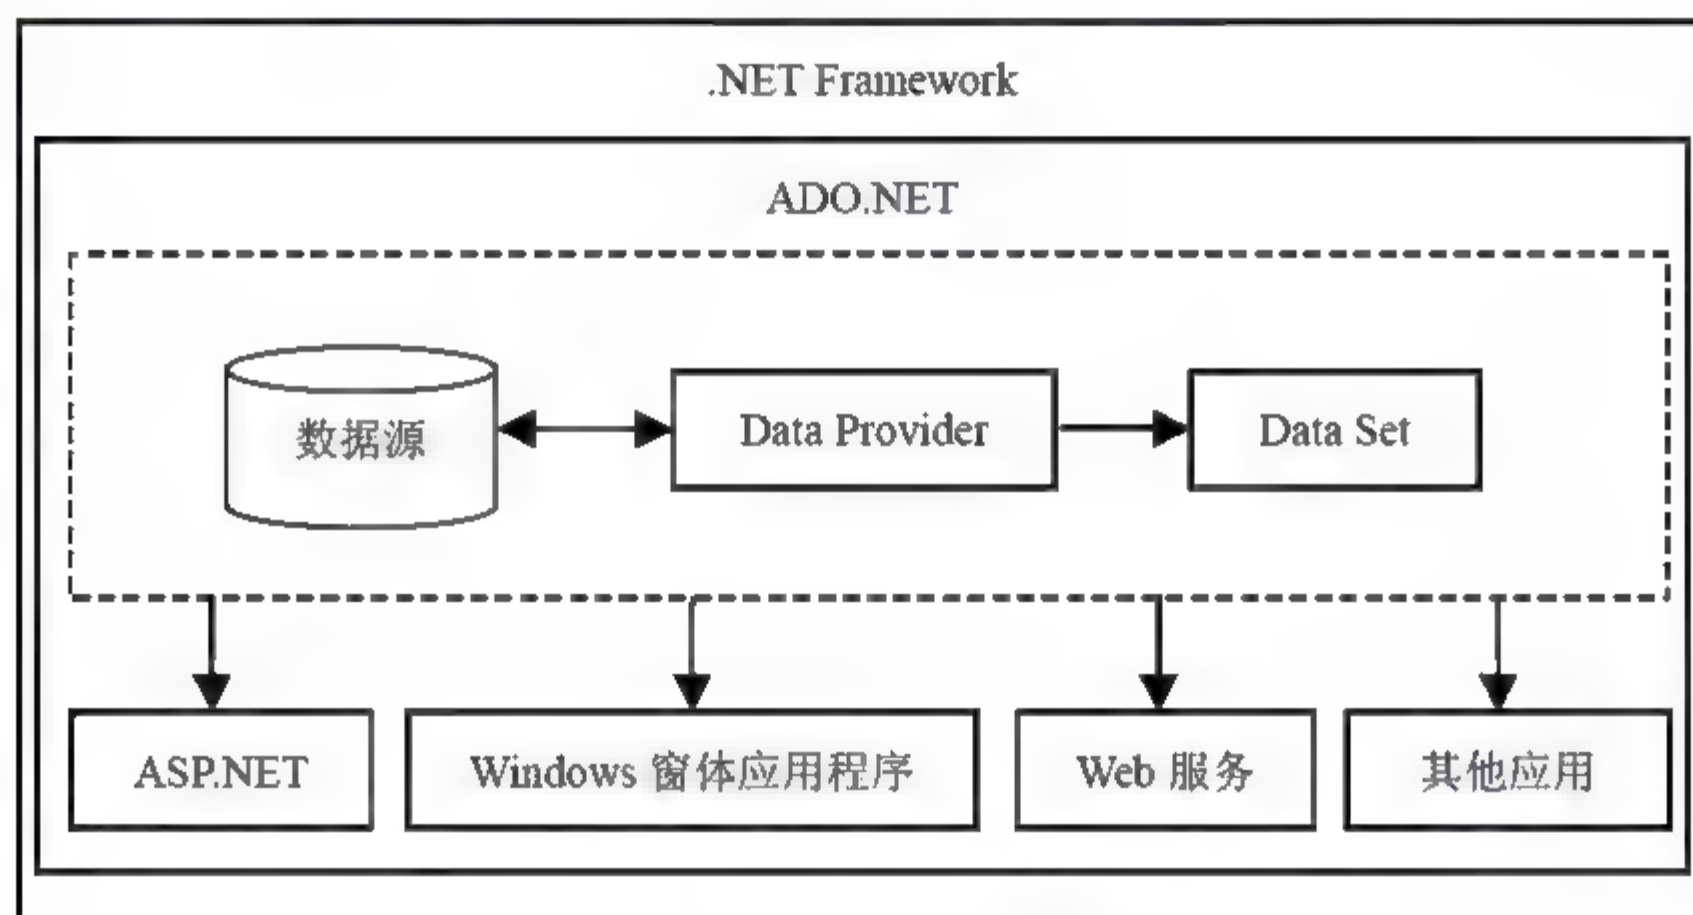 .NET Framework
ADO.NET
数据源
Data Provider
Data Set
ASP.NET
Windows 窗体应用程序
Web 服务
其他应用